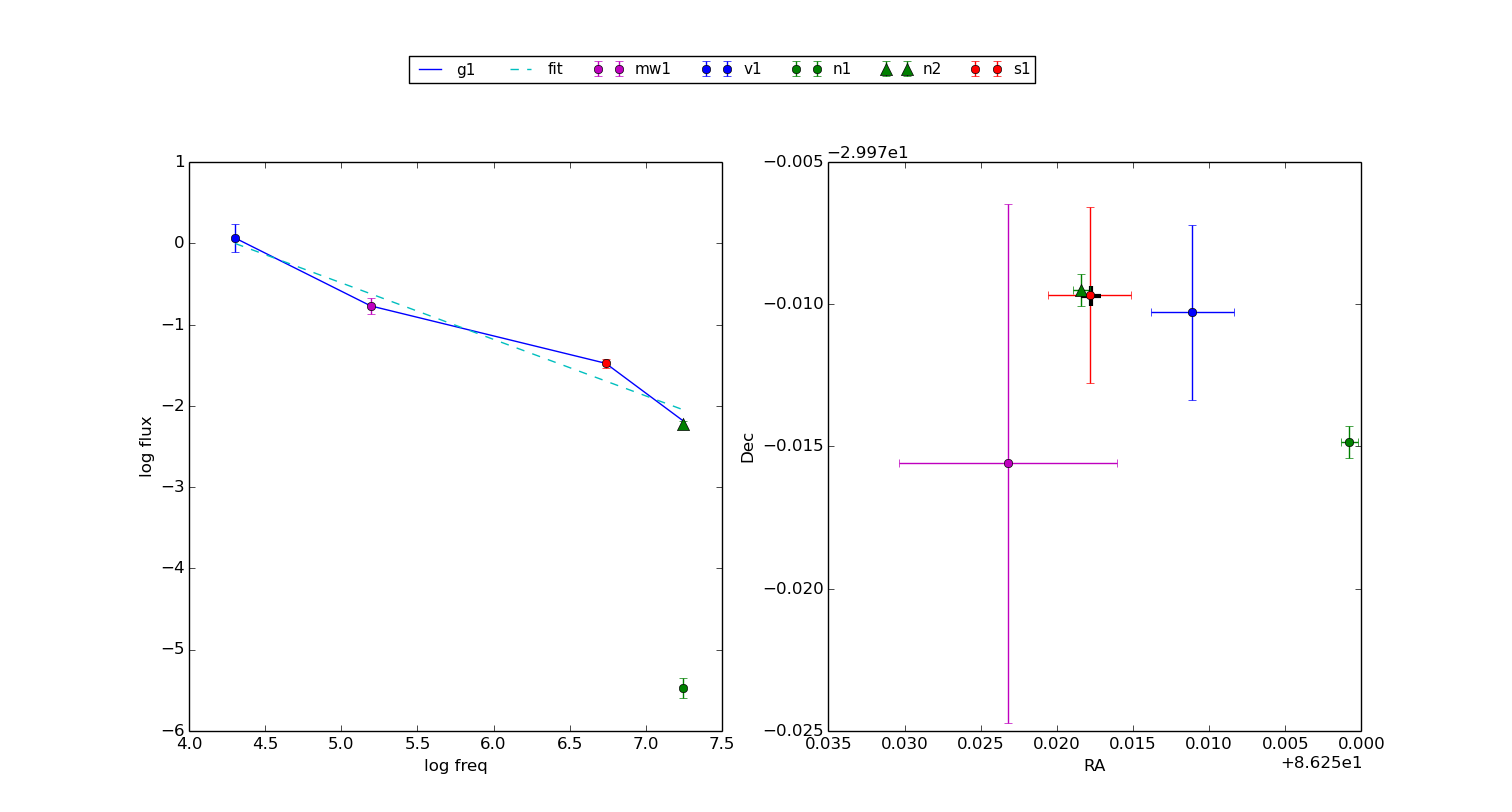 g1 fit mw1 v1 n1 n2 s1
1
0
−1
−2
−3
−4
−5
−6
log flux
4.0 4.5 5.0 5.5 6.0 6.5 7.0 7.5
log freq
−2.997e1
−0.005
−0.010
−0.015
−0.020
−0.025
Dec
0.035 0.030 0.025 0.020 0.015 0.010 0.005 0.000
RA
+8.625e1